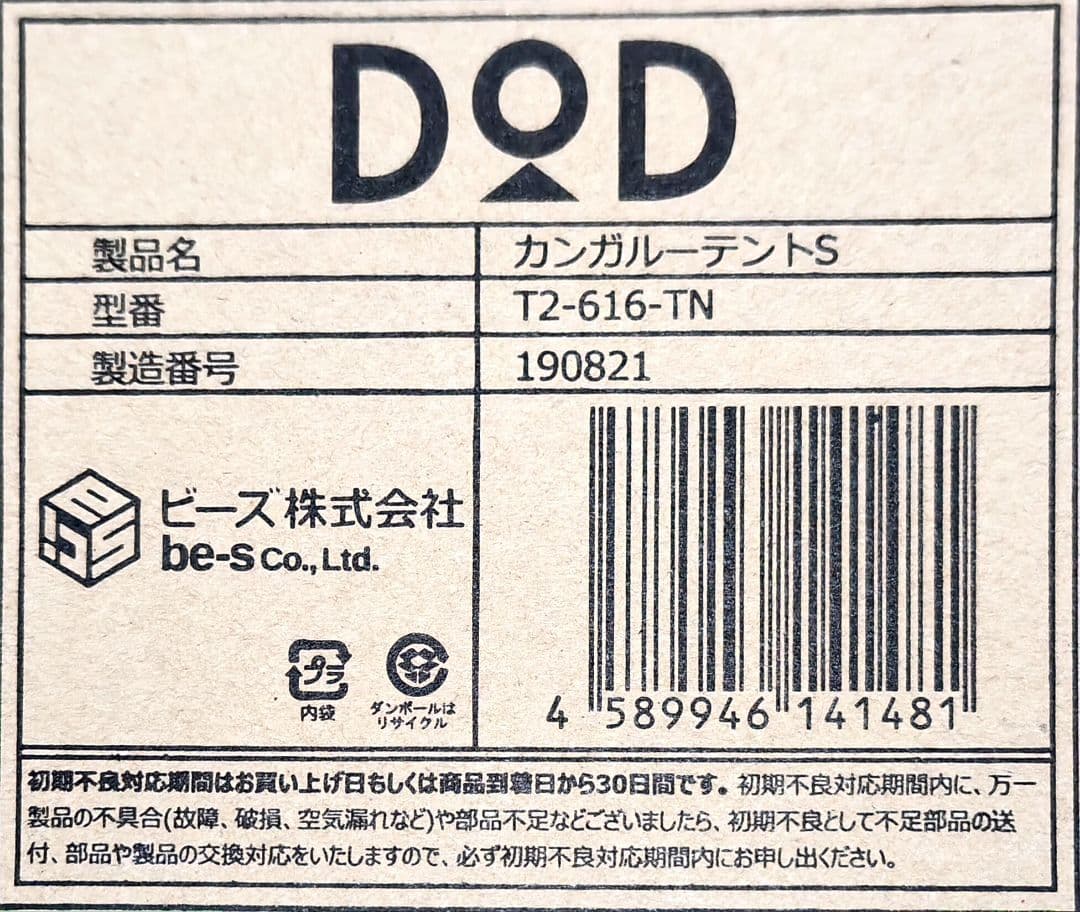 DOD
製品名 カンガルーテントS
型番 T2-616-TN
製造番号 190821
ビーズ株式会社
be-s Co., Ltd.
プラ
内袋
ダンボールは
リサイクル
4 589946 141481
初期不良対応期間はお買い上げ日もしくは商品到着日から30日間です。初期不良対応期間内に、万一
製品の不具合(故障、破損、空気漏れなど)や部品不足などございましたら、初期不良として不足部品の送
付、部品や製品の交換対応をいたしますので、必ず初期不良対応期間内にお申し出ください。